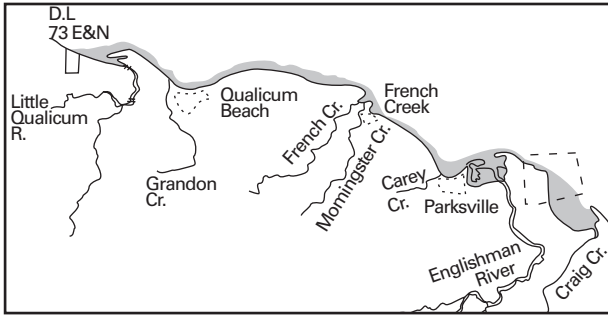 D.L
73 E&N
Little
Qualicum
R.
Grandon
Cr.
Qualicum
Beach
French Cr.
Morningster Cr.
French
Creek
Carey
Cr.
Parksville
Englishman
River
Craig Cr.